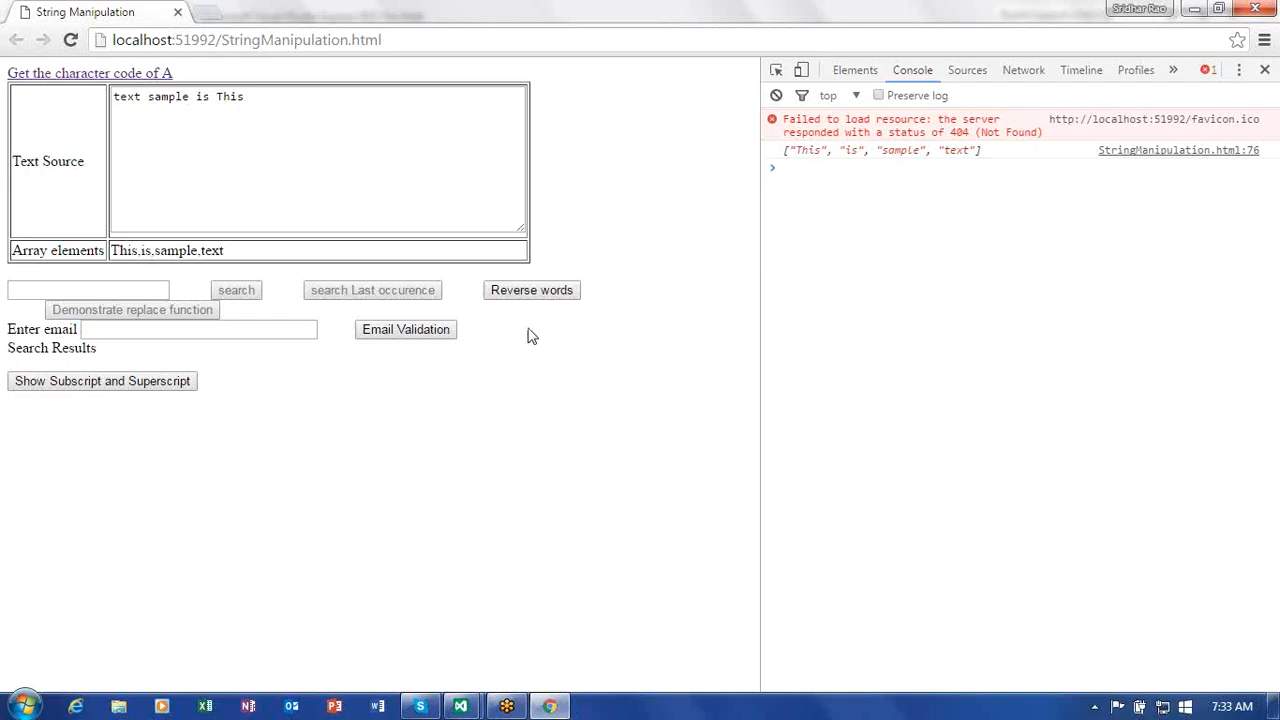 String Manipulation
Sridhar Rao
localhost:51992/StringManipulation.html
Get the character code of A
Text Source
text sample is This
Array elements This,is,sample,text
search search Last occurence Reverse words
Demonstrate replace function
Enter email Email Validation
Search Results
Show Subscript and Superscript
Elements Console Sources Network Timeline Profiles » 1
top Preserve log
Failed to load resource: the server http://localhost:51992/favicon.ico
responded with a status of 404 (Not Found)
["This", "is", "sample", "text"] StringManipulation.html:76
7:33 AM